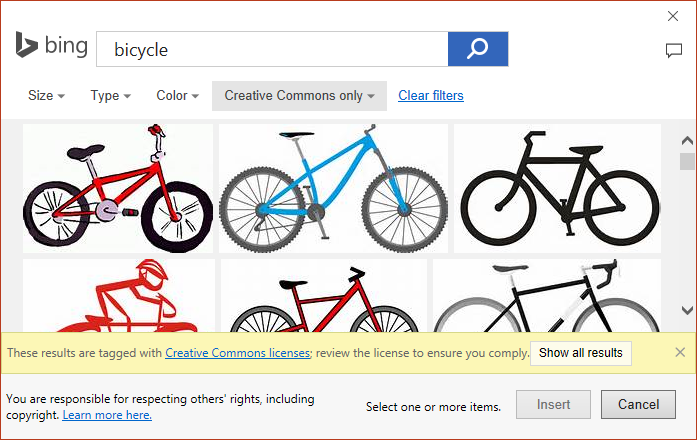 bing
bicycle
Size Type Color Creative Commons only Clear filters
These results are tagged with Creative Commons licenses; review the license to ensure you comply. Show all results
You are responsible for respecting others' rights, including
copyright. Learn more here.
Select one or more items. Insert Cancel